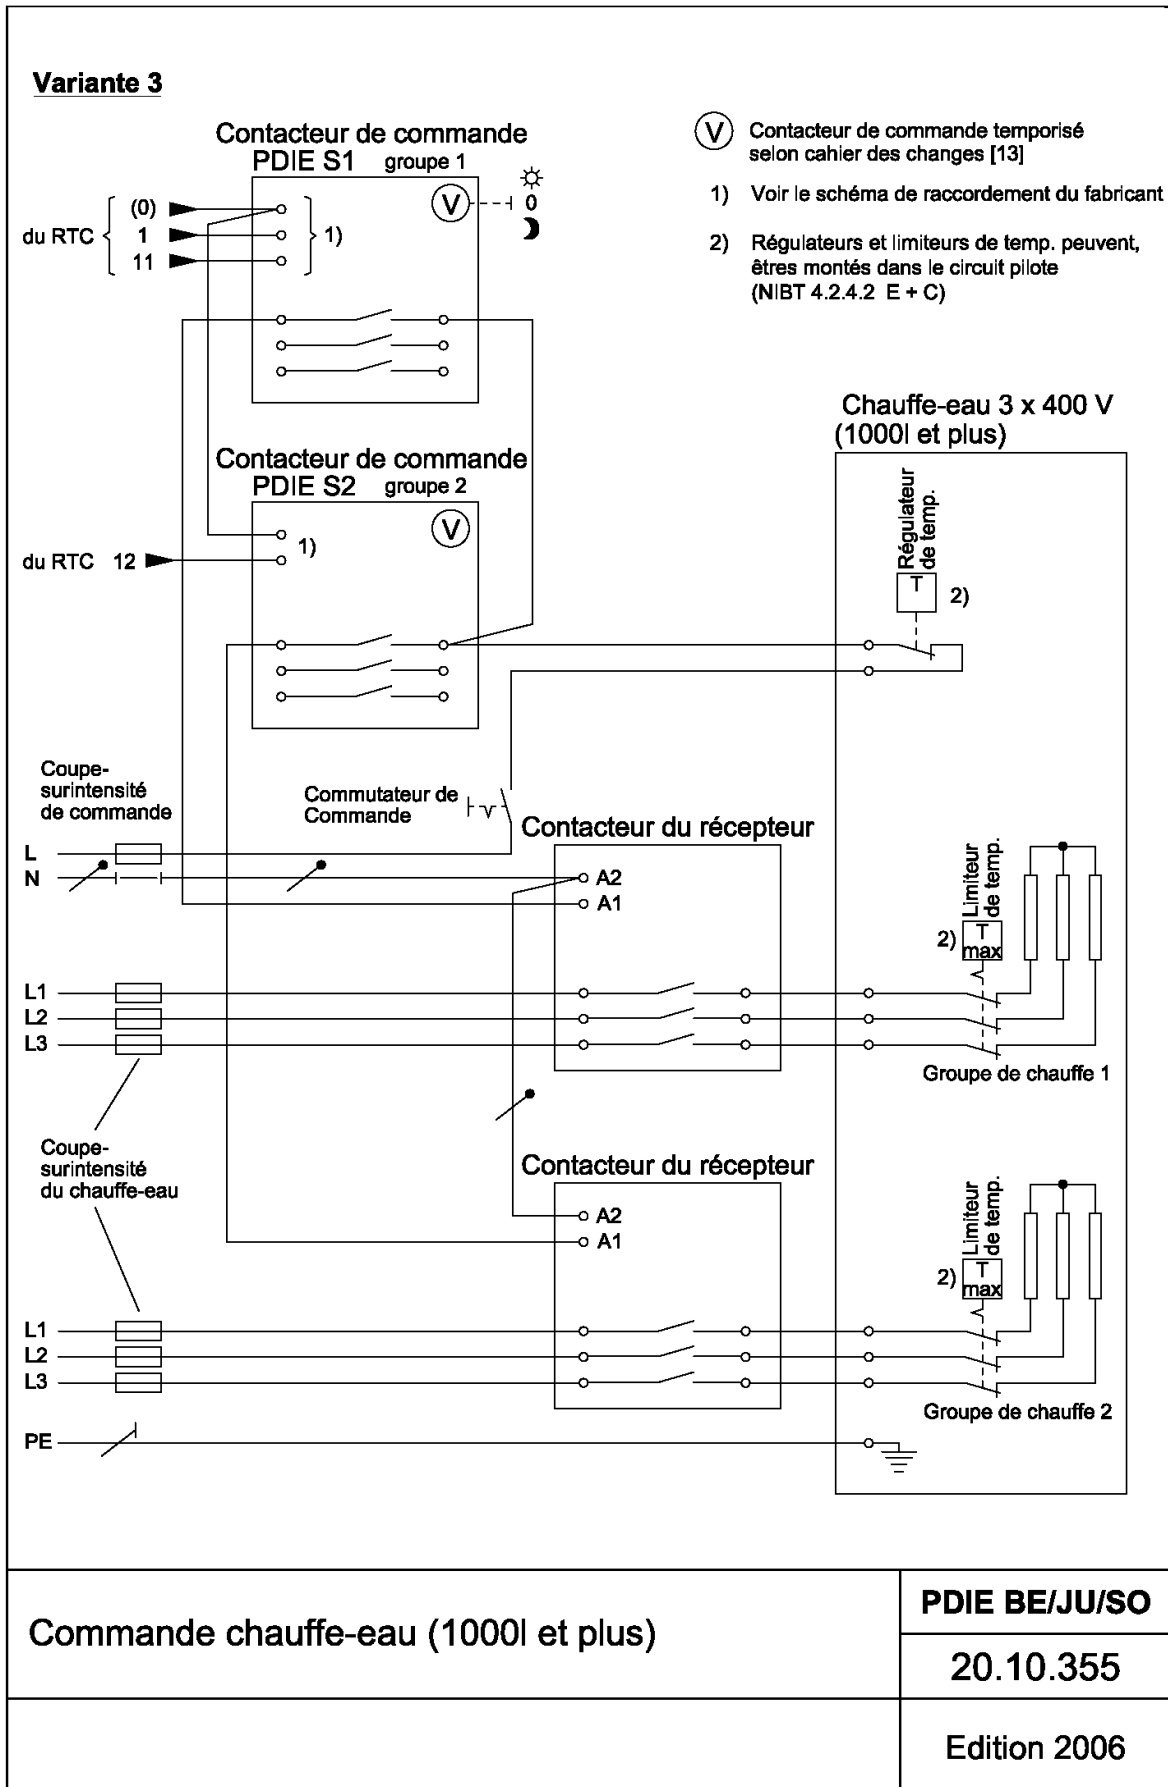 Variante 3
Contacteur de commande
PDIE S1 groupe 1
V
0
du RTC
(0)
1
11
1)
V Contacteur de commande temporisé
selon cahier des changes [13]
1) Voir le schéma de raccordement du fabricant
2) Régulateurs et limiteurs de temp. peuvent,
êtres montés dans le circuit pilote
(NIBT 4.2.4.2 E + C)
Chauffe-eau 3 x 400 V
(1000l et plus)
Contacteur de commande
PDIE S2 groupe 2
V
1)
du RTC 12
Régulateur
de temp.
T
2)
Coupe-
surintensité
de commande
Commutateur de
Commande
Contacteur du récepteur
L
N
A2
A1
Limiteur
de temp.
2)
T
max
L1
L2
L3
Groupe de chauffe 1
Coupe-
surintensité
du chauffe-eau
Contacteur du récepteur
A2
A1
Limiteur
de temp.
2)
T
max
L1
L2
L3
Groupe de chauffe 2
PE
Commande chauffe-eau (1000l et plus)
PDIE BE/JU/SO
20.10.355
Edition 2006